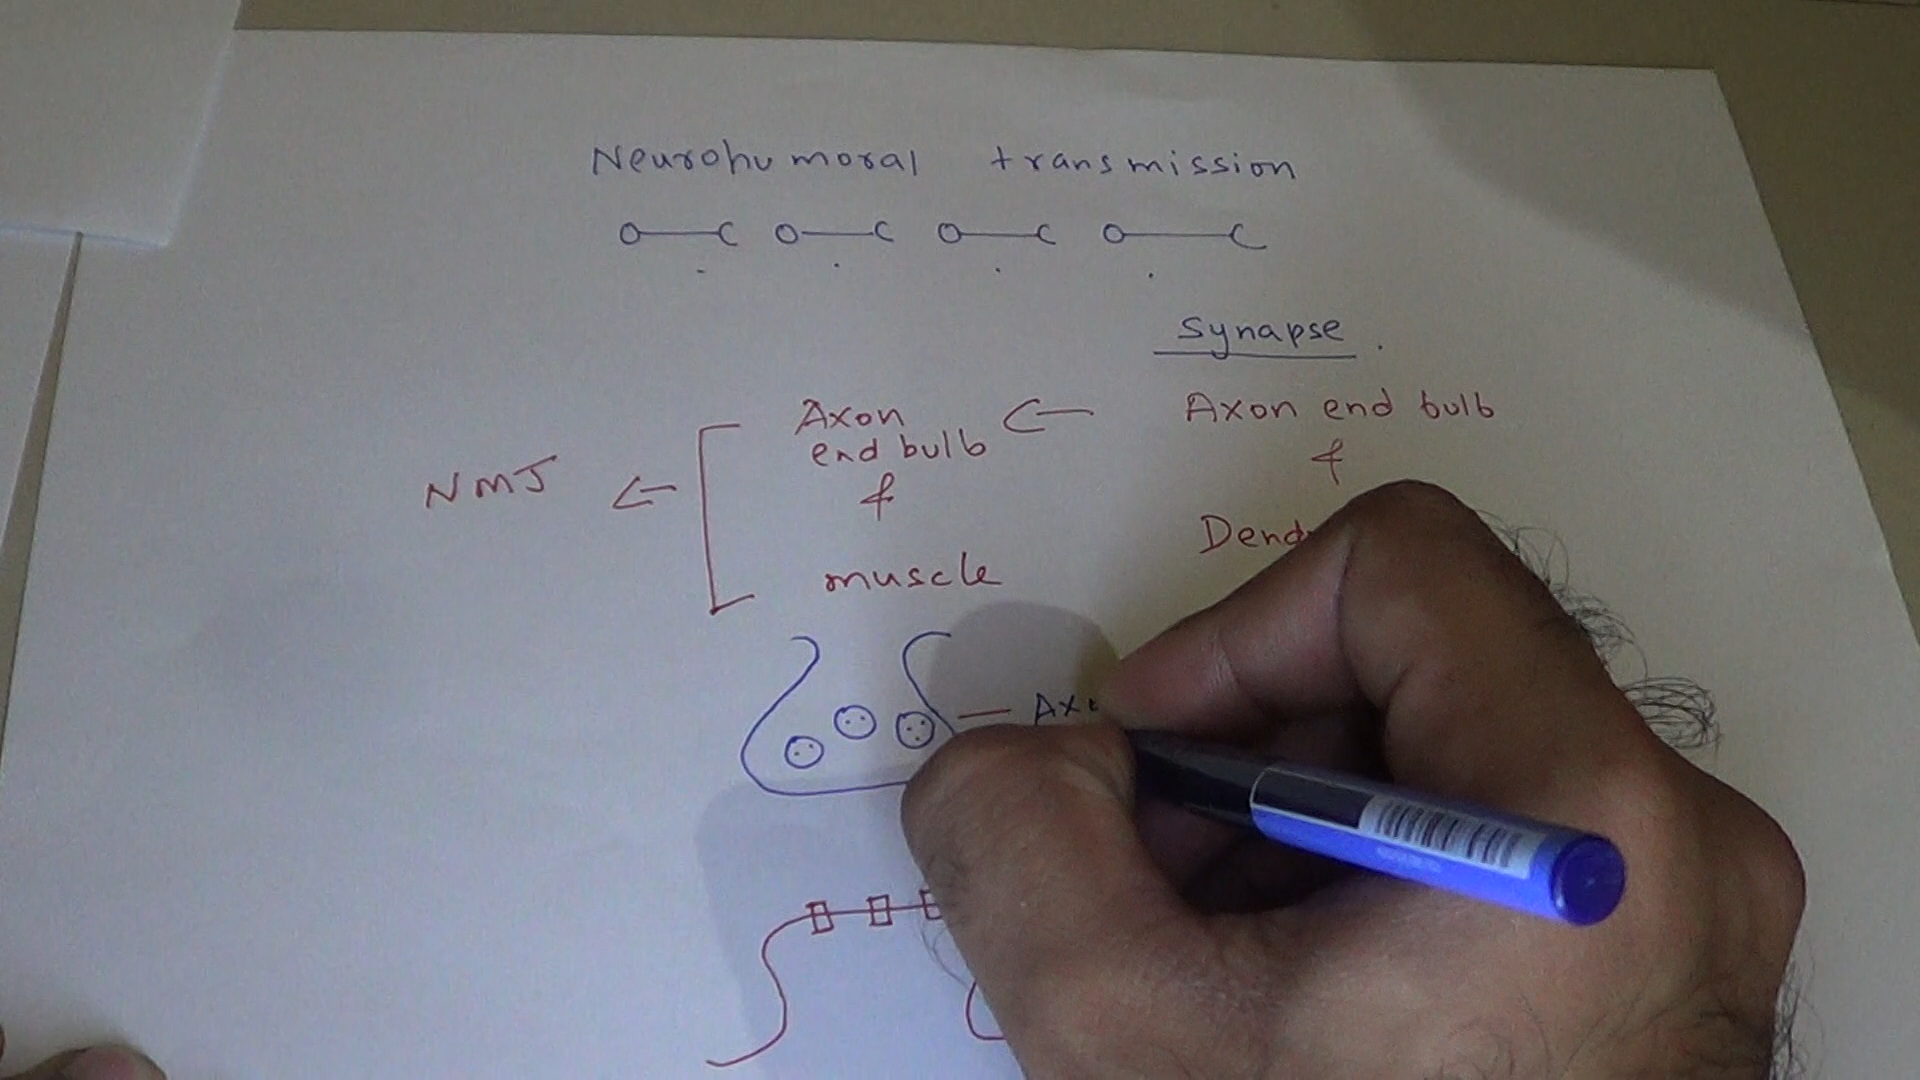 Neurohumoral transmission
Synapse.
Axon end bulb
&
Axon
end bulb
&
muscle
NMJ